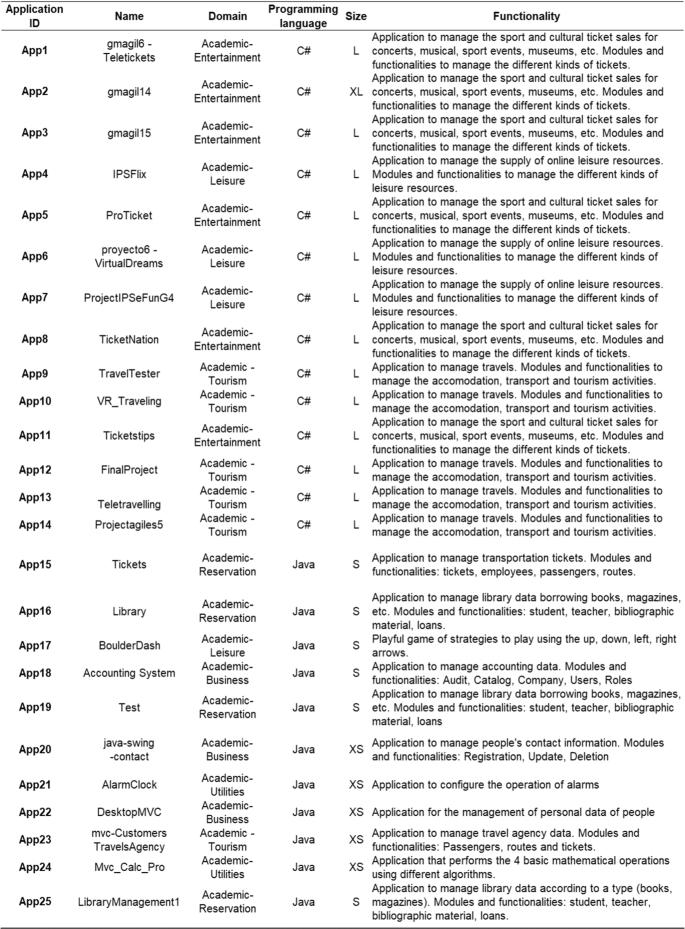 Application ID Name Domain Programming language Size Functionality
App1 gmagil6 - Teletickets Academic-Entertainment C# L Application to manage the sport and cultural ticket sales for concerts, musical, sport events, museums, etc. Modules and functionalities to manage the different kinds of tickets.
App2 gmagil14 Academic-Entertainment C# XL Application to manage the sport and cultural ticket sales for concerts, musical, sport events, museums, etc. Modules and functionalities to manage the different kinds of tickets.
App3 gmagil15 Academic-Entertainment C# L Application to manage the sport and cultural ticket sales for concerts, musical, sport events, museums, etc. Modules and functionalities to manage the different kinds of tickets.
App4 IPSFlix Academic-Leisure C# L Application to manage the supply of online leisure resources. Modules and functionalities to manage the different kinds of leisure resources.
App5 ProTicket Academic-Entertainment C# L Application to manage the sport and cultural ticket sales for concerts, musical, sport events, museums, etc. Modules and functionalities to manage the different kinds of tickets.
App6 proyecto6 - VirtualDreams Academic-Leisure C# L Application to manage the supply of online leisure resources. Modules and functionalities to manage the different kinds of leisure resources.
App7 ProjectIPSeFunG4 Academic-Leisure C# L Application to manage the supply of online leisure resources. Modules and functionalities to manage the different kinds of leisure resources.
App8 TicketNation Academic-Entertainment C# L Application to manage the sport and cultural ticket sales for concerts, musical, sport events, museums, etc. Modules and functionalities to manage the different kinds of tickets.
App9 TravelTester Academic - Tourism C# L Application to manage travels. Modules and functionalities to manage the accomodation, transport and tourism activities.
App10 VR_Traveling Academic - Tourism C# L Application to manage travels. Modules and functionalities to manage the accomodation, transport and tourism activities.
App11 Ticketstips Academic-Entertainment C# L Application to manage the sport and cultural ticket sales for concerts, musical, sport events, museums, etc. Modules and functionalities to manage the different kinds of tickets.
App12 FinalProject Academic - Tourism C# L Application to manage travels. Modules and functionalities to manage the accomodation, transport and tourism activities.
App13 Teletravelling Academic - Tourism C# L Application to manage travels. Modules and functionalities to manage the accomodation, transport and tourism activities.
App14 Projectagiles5 Academic - Tourism C# L Application to manage travels. Modules and functionalities to manage the accomodation, transport and tourism activities.
App15 Tickets Academic-Reservation Java S Application to manage transportation tickets. Modules and functionalities: tickets, employees, passengers, routes.
App16 Library Academic-Reservation Java S Application to manage library data borrowing books, magazines, etc. Modules and functionalities: student, teacher, bibliographic material, loans.
App17 BoulderDash Academic-Leisure Java S Playful game of strategies to play using the up, down, left, right arrows.
App18 Accounting System Academic-Business Java S Application to manage accounting data. Modules and functionalities: Audit, Catalog, Company, Users, Roles
App19 Test Academic-Reservation Java S Application to manage library data borrowing books, magazines, etc. Modules and functionalities: student, teacher, bibliographic material, loans
App20 java-swing -contact Academic-Business Java XS Application to manage people's contact information. Modules and functionalities: Registration, Update, Deletion
App21 AlarmClock Academic-Utilities Java XS Application to configure the operation of alarms
App22 DesktopMVC Academic-Business Java XS Application for the management of personal data of people
App23 mvc-Customers TravelsAgency Academic - Tourism Java XS Application to manage travel agency data. Modules and functionalities: Passengers, routes and tickets.
App24 Mvc_Calc_Pro Academic-Utilities Java XS Application that performs the 4 basic mathematical operations using different algorithms.
App25 LibraryManagement1 Academic-Reservation Java S Application to manage library data according to a type (books, magazines). Modules and functionalities: student, teacher, bibliographic material, loans.